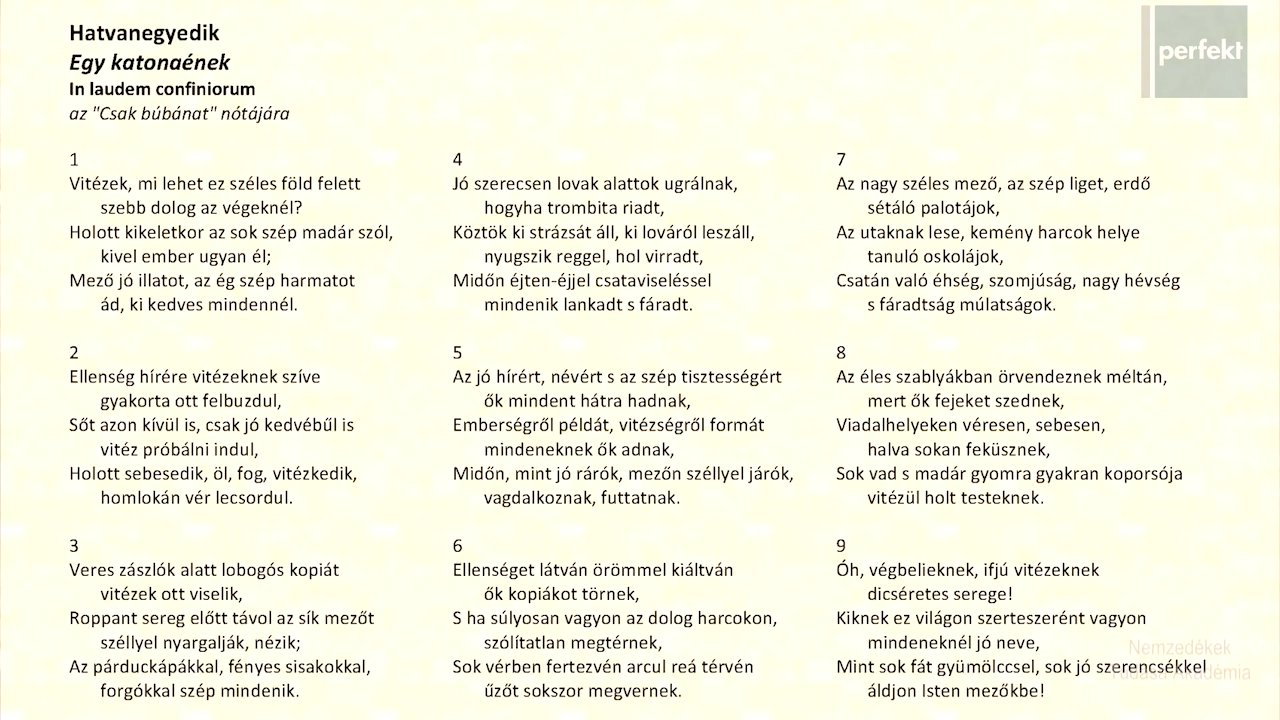 Hatvanegyedik
Egy katonaének
In laudem confiniorum
az "Csak búbánat" nótájára
perfekt
1
Vitézek, mi lehet ez széles föld felett
szebb dolog az végeknél?
Holott kikeletkor az sok szép madár szól,
kivel ember ugyan él;
Mező jó illatot, az ég szép harmatot
ád, ki kedves mindennél.
2
Ellenség hírére vitézeknek szíve
gyakorta ott felbuzdul,
Sőt azon kívül is, csak jó kedvébűl is
vitéz próbálni indul,
Holott sebesedik, öl, fog, vitézkedik,
homlokán vér lecsordul.
3
Veres zászlók alatt lobogós kopiát
vitézek ott viselik,
Roppant sereg előtt távol az sík mezőt
széllyel nyargalják, nézik;
Az párduckápákkal, fényes sisakokkal,
forgókkal szép mindenik.
4
Jó szerecsen lovak alattok ugrálnak,
hogyha trombita riadt,
Köztök ki strázsát áll, ki lováról leszáll,
nyugszik reggel, hol virradt,
Midőn éjten-éjjel csataviseléssel
mindenik lankadt s fáradt.
5
Az jó hírért, névért s az szép tisztességért
ők mindent hátra hadnak,
Emberségről példát, vitézségről formát
mindeneknek ők adnak,
Midőn, mint jó rárók, mezőn széllyel járók,
vagdalkoznak, futtatnak.
6
Ellenséget látván örömmel kiáltván
ők kopiákot törnek,
S ha súlyosan vagyon az dolog harcokon,
szólítatlan megtérnek,
Sok vérben fertezvén arcul reá térvén
űzőt sokszor megvernek.
7
Az nagy széles mező, az szép liget, erdő
sétáló palotájok,
Az utaknak lese, kemény harcok helye
tanuló oskolájok,
Csatán való éhség, szomjúság, nagy hévség
s fáradtság múlatságok.
8
Az éles szablyákban örvendeznek méltán,
mert ők fejeket szednek,
Viadalhelyeken véresen, sebesen,
halva sokan feküsznek,
Sok vad s madár gyomra gyakran koporsója
vitézül holt testeknek.
9
Óh, végbelieknek, ifjú vitézeknek
dicséretes serege!
Kiknek ez világon szerteszerént vagyon
mindeneknél jó neve,
Mint sok fát gyümölccsel, sok jó szerencsékkel
áldjon Isten mezőkbe!
Nemzedékek
Tudása Akadémia